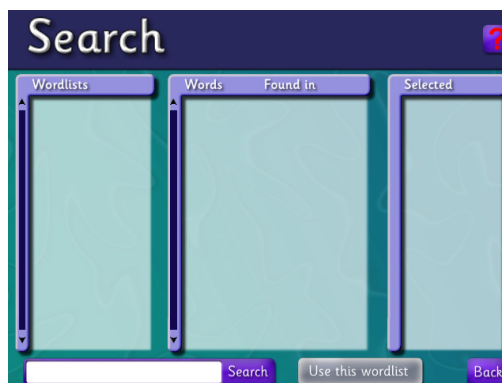 Search
?
Wordlists
Words Found in
Selected
Search
Use this wordlist
Back